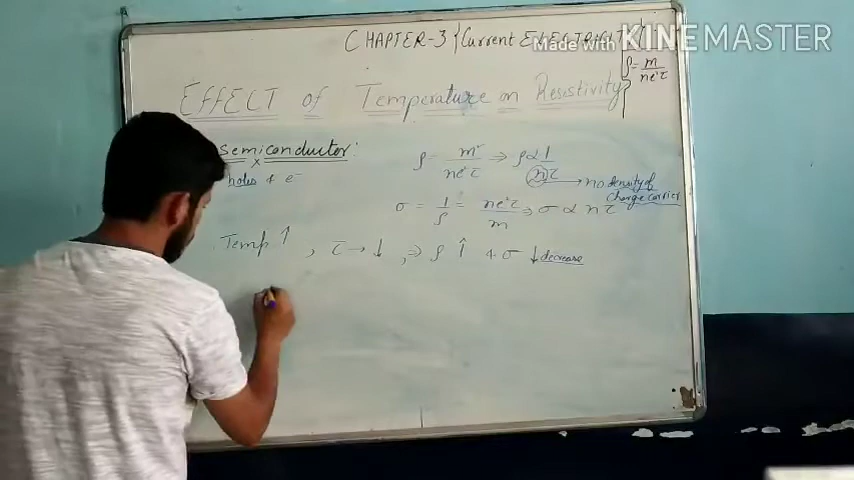 CHAPTER-3 {Current ELECTRICITY}
Made with KINEMASTER
ρ = m / ne²τ
EFFECT of Temperature on Resistivity
Semiconductor:
holes & e⁻
ρ = m / ne²τ ⇒ ρ ∝ 1 / nτ
no. density of charge carrier
σ = 1/ρ = ne²τ / m ⇒ σ ∝ nτ
Temp ↑, τ → ↓, ⇒ ρ ↑ & σ ↓ decrease